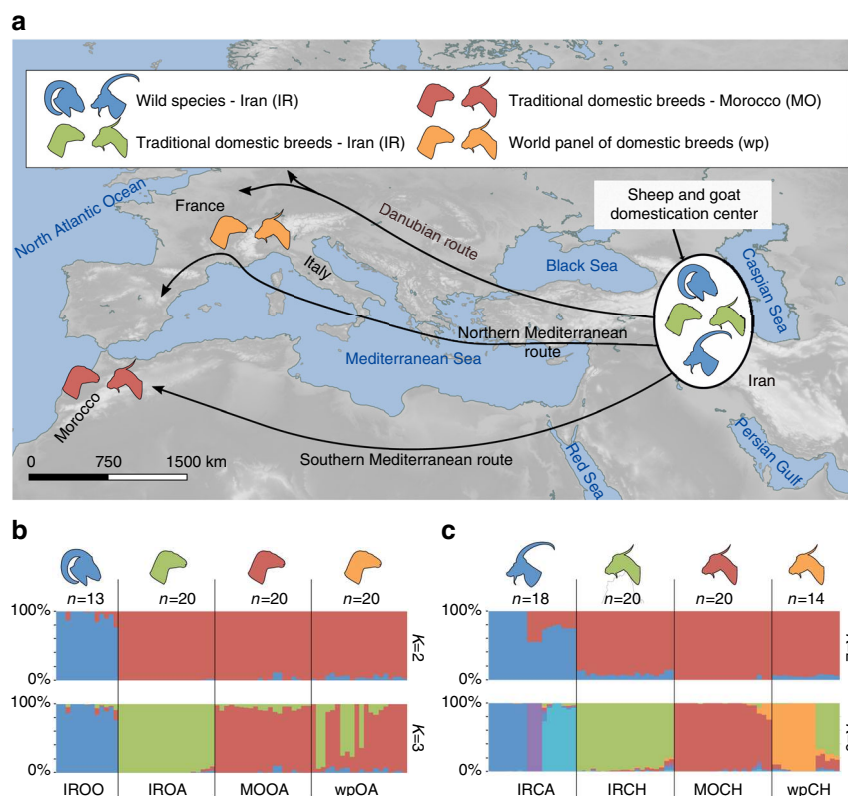 a
Wild species - Iran (IR)
Traditional domestic breeds - Morocco (MO)
Traditional domestic breeds - Iran (IR)
World panel of domestic breeds (wp)
North Atlantic Ocean
France
Danubian route
Sheep and goat
domestication center
Italy
Black Sea
Caspian Sea
Northern Mediterranean
route
Mediterranean Sea
Iran
Morocco
0 750 1500 km
Southern Mediterranean route
Red Sea
Persian Gulf
b
n=13 n=20 n=20 n=20
100%
0%
K=2
100%
0%
K=3
IROO IROA MOOA wpOA
c
n=18 n=20 n=20 n=14
100%
0%
100%
0%
IRCA IRCH MOCH wpCH